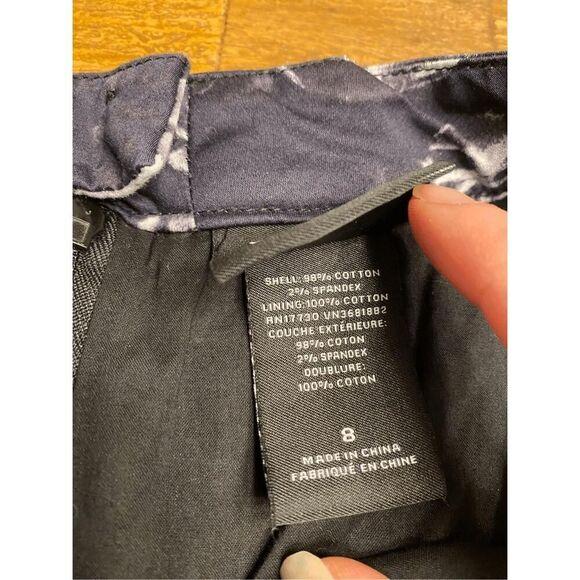 SHELL: 98% COTTON
2% SPANDEX
LINING: 100% COTTON
RN17730 VN3681882
COUCHE EXTÉRIEURE:
98% COTON
2% SPANDEX
DOUBLURE:
100% COTON
8
MADE IN CHINA
FABRIQUÉ EN CHINE